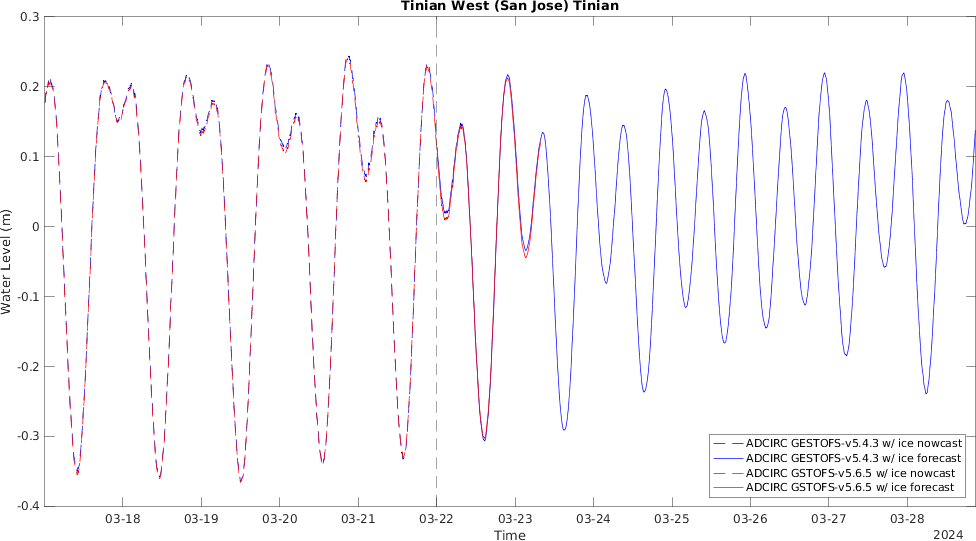 Tinian West (San Jose) Tinian
0.3
0.2
0.1
0
-0.1
-0.2
-0.3
-0.4
Water Level (m)
03-18 03-19 03-20 03-21 03-22 03-23 03-24 03-25 03-26 03-27 03-28
Time
2024
ADCIRC GESTOFS-v5.4.3 w/ ice nowcast
ADCIRC GESTOFS-v5.4.3 w/ ice forecast
ADCIRC GSTOFS-v5.6.5 w/ ice nowcast
ADCIRC GSTOFS-v5.6.5 w/ ice forecast